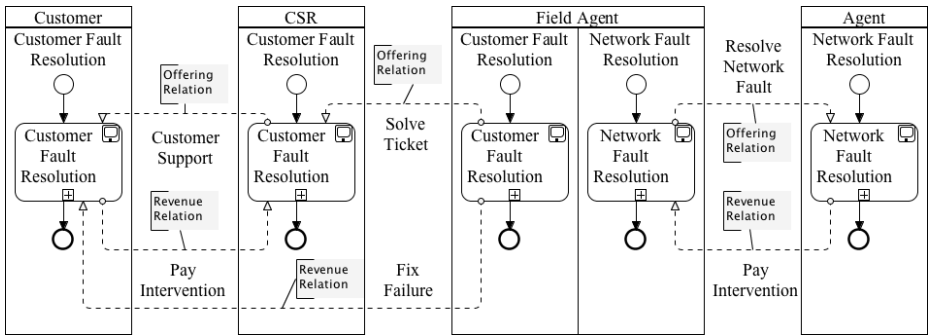 Customer
CSR
Field Agent
Agent
Customer Fault
Resolution
Customer Fault
Resolution
Customer Fault
Resolution
Network Fault
Resolution
Network Fault
Resolution
Offering
Relation
Offering
Relation
Resolve
Network
Fault
Customer
Fault
Resolution
Customer
Support
Customer
Fault
Resolution
Solve
Ticket
Customer
Fault
Resolution
Network
Fault
Resolution
Offering
Relation
Network
Fault
Resolution
Revenue
Relation
Revenue
Relation
Pay
Intervention
Revenue
Relation
Fix
Failure
Pay
Intervention